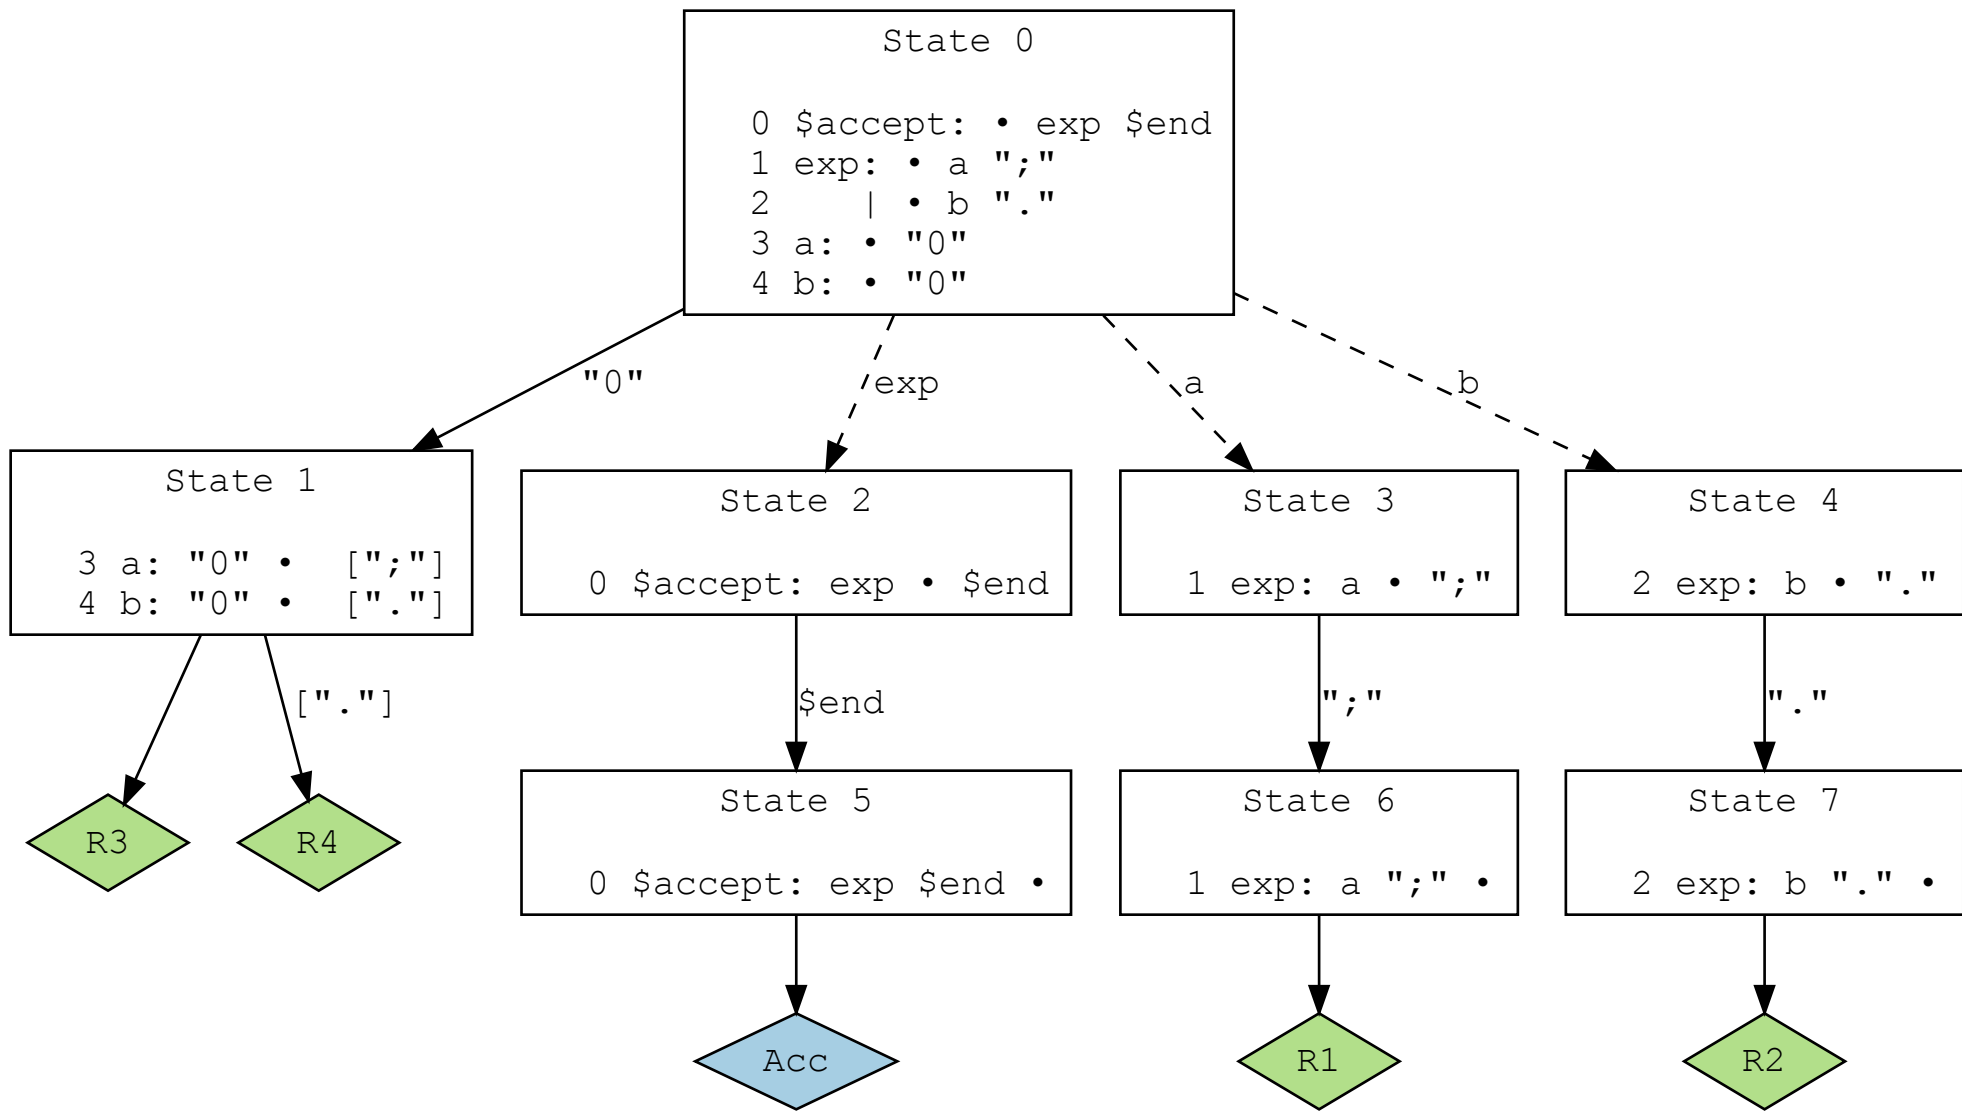 State 0
0 $accept: • exp $end
1 exp: • a ";"
2    | • b "."
3 a: • "0"
4 b: • "0"
"0"
exp
a
b
State 1
3 a: "0" •  [";"]
4 b: "0" •  ["."]
State 2
0 $accept: exp • $end
State 3
1 exp: a • ";"
State 4
2 exp: b • "."
["."]
$end
";"
"."
R3
R4
State 5
0 $accept: exp $end •
State 6
1 exp: a ";" •
State 7
2 exp: b "." •
Acc
R1
R2